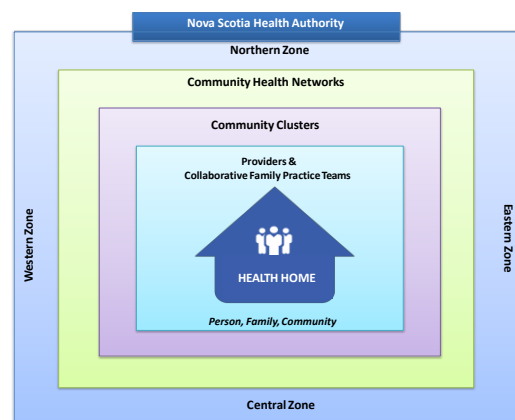 Nova Scotia Health Authority
Northern Zone
Community Health Networks
Community Clusters
Providers &
Collaborative Family Practice Teams
Western Zone
HEALTH HOME
Eastern Zone
Person, Family, Community
Central Zone